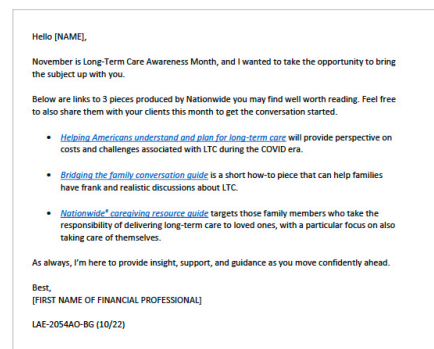 Hello [NAME],
November is Long-Term Care Awareness Month, and I wanted to take the opportunity to bring
the subject up with you.
Below are links to 3 pieces produced by Nationwide you may find well worth reading. Feel free
to also share them with your clients this month to get the conversation started.
• Helping Americans understand and plan for long-term care will provide perspective on
costs and challenges associated with LTC during the COVID era.
• Bridging the family conversation guide is a short how-to piece that can help families
have frank and realistic discussions about LTC.
• Nationwide® caregiving resource guide targets those family members who take the
responsibility of delivering long-term care to loved ones, with a particular focus on also
taking care of themselves.
As always, I'm here to provide insight, support, and guidance as you move confidently ahead.
Best,
[FIRST NAME OF FINANCIAL PROFESSIONAL]
LAE-2054AO-BG (10/22)